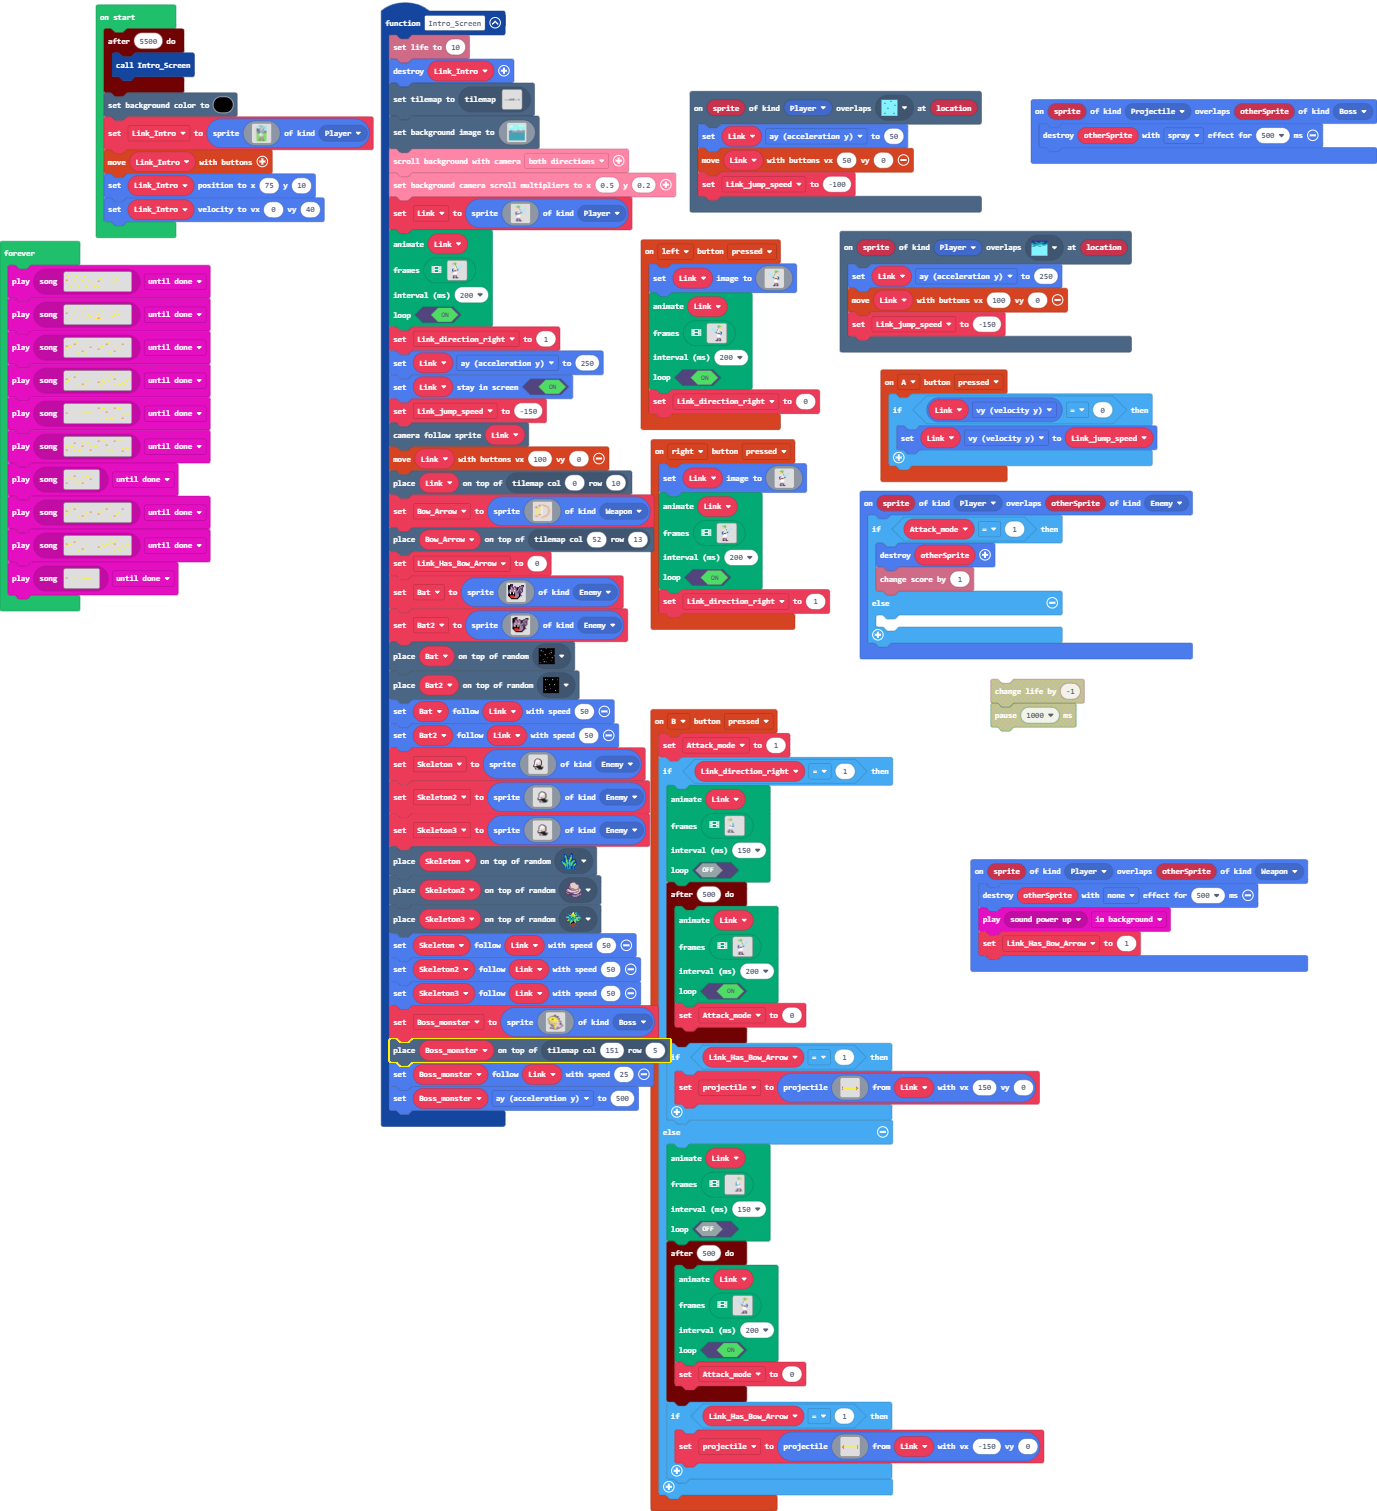 on start
after 5500 do
call Intro_Screen
set background color to
set Link_Intro to sprite of kind Player
move Link_Intro with buttons
set Link_Intro position to x 75 y 10
set Link_Intro velocity to vx 0 vy 40
forever
play song until done
play song until done
play song until done
play song until done
play song until done
play song until done
play song until done
play song until done
play song until done
play song until done
function Intro_Screen
set life to 10
destroy Link_Intro
set tilemap to tilemap
set background image to
scroll background with camera both directions
set background camera scroll multipliers to x 0.5 y 0.2
set Link to sprite of kind Player
animate Link
frames
interval (ms) 200
loop ON
set Link_direction_right to 1
set Link ay (acceleration y) to 250
set Link stay in screen ON
set Link_jump_speed to -150
camera follow sprite Link
move Link with buttons vx 100 vy 0
place Link on top of tilemap col 0 row 10
set Bow_Arrow to sprite of kind Weapon
place Bow_Arrow on top of tilemap col 52 row 13
set Link_Has_Bow_Arrow to 0
set Bat to sprite of kind Enemy
set Bat2 to sprite of kind Enemy
place Bat on top of random
place Bat2 on top of random
set Bat follow Link with speed 50
set Bat2 follow Link with speed 50
set Skeleton to sprite of kind Enemy
set Skeleton2 to sprite of kind Enemy
set Skeleton3 to sprite of kind Enemy
place Skeleton on top of random
place Skeleton2 on top of random
place Skeleton3 on top of random
set Skeleton follow Link with speed 50
set Skeleton2 follow Link with speed 50
set Skeleton3 follow Link with speed 50
set Boss_monster to sprite of kind Boss
place Boss_monster on top of tilemap col 151 row 5
set Boss_monster follow Link with speed 25
set Boss_monster ay (acceleration y) to 500
on left button pressed
set Link image to
animate Link
frames
interval (ms) 200
loop ON
set Link_direction_right to 0
on right button pressed
set Link image to
animate Link
frames
interval (ms) 200
loop ON
set Link_direction_right to 1
on B button pressed
set Attack_mode to 1
if Link_direction_right = 1 then
animate Link
frames
interval (ms) 150
loop OFF
after 500 do
animate Link
frames
interval (ms) 200
loop ON
set Attack_mode to 0
if Link_Has_Bow_Arrow = 1 then
set projectile to projectile from Link with vx 150 vy 0
else
animate Link
frames
interval (ms) 150
loop OFF
after 500 do
animate Link
frames
interval (ms) 200
loop ON
set Attack_mode to 0
if Link_Has_Bow_Arrow = 1 then
set projectile to projectile from Link with vx -150 vy 0
on sprite of kind Player overlaps at location
set Link ay (acceleration y) to 50
move Link with buttons vx 50 vy 0
set Link_jump_speed to -100
on sprite of kind Projectile overlaps otherSprite of kind Boss
destroy otherSprite with spray effect for 500 ms
on sprite of kind Player overlaps at location
set Link ay (acceleration y) to 250
move Link with buttons vx 100 vy 0
set Link_jump_speed to -150
on A button pressed
if Link vy (velocity y) = 0 then
set Link vy (velocity y) to Link_jump_speed
on sprite of kind Player overlaps otherSprite of kind Enemy
if Attack_mode = 1 then
destroy otherSprite
change score by 1
else
change life by -1
pause 1000 ms
on sprite of kind Player overlaps otherSprite of kind Weapon
destroy otherSprite with none effect for 500 ms
play sound power up in background
set Link_Has_Bow_Arrow to 1